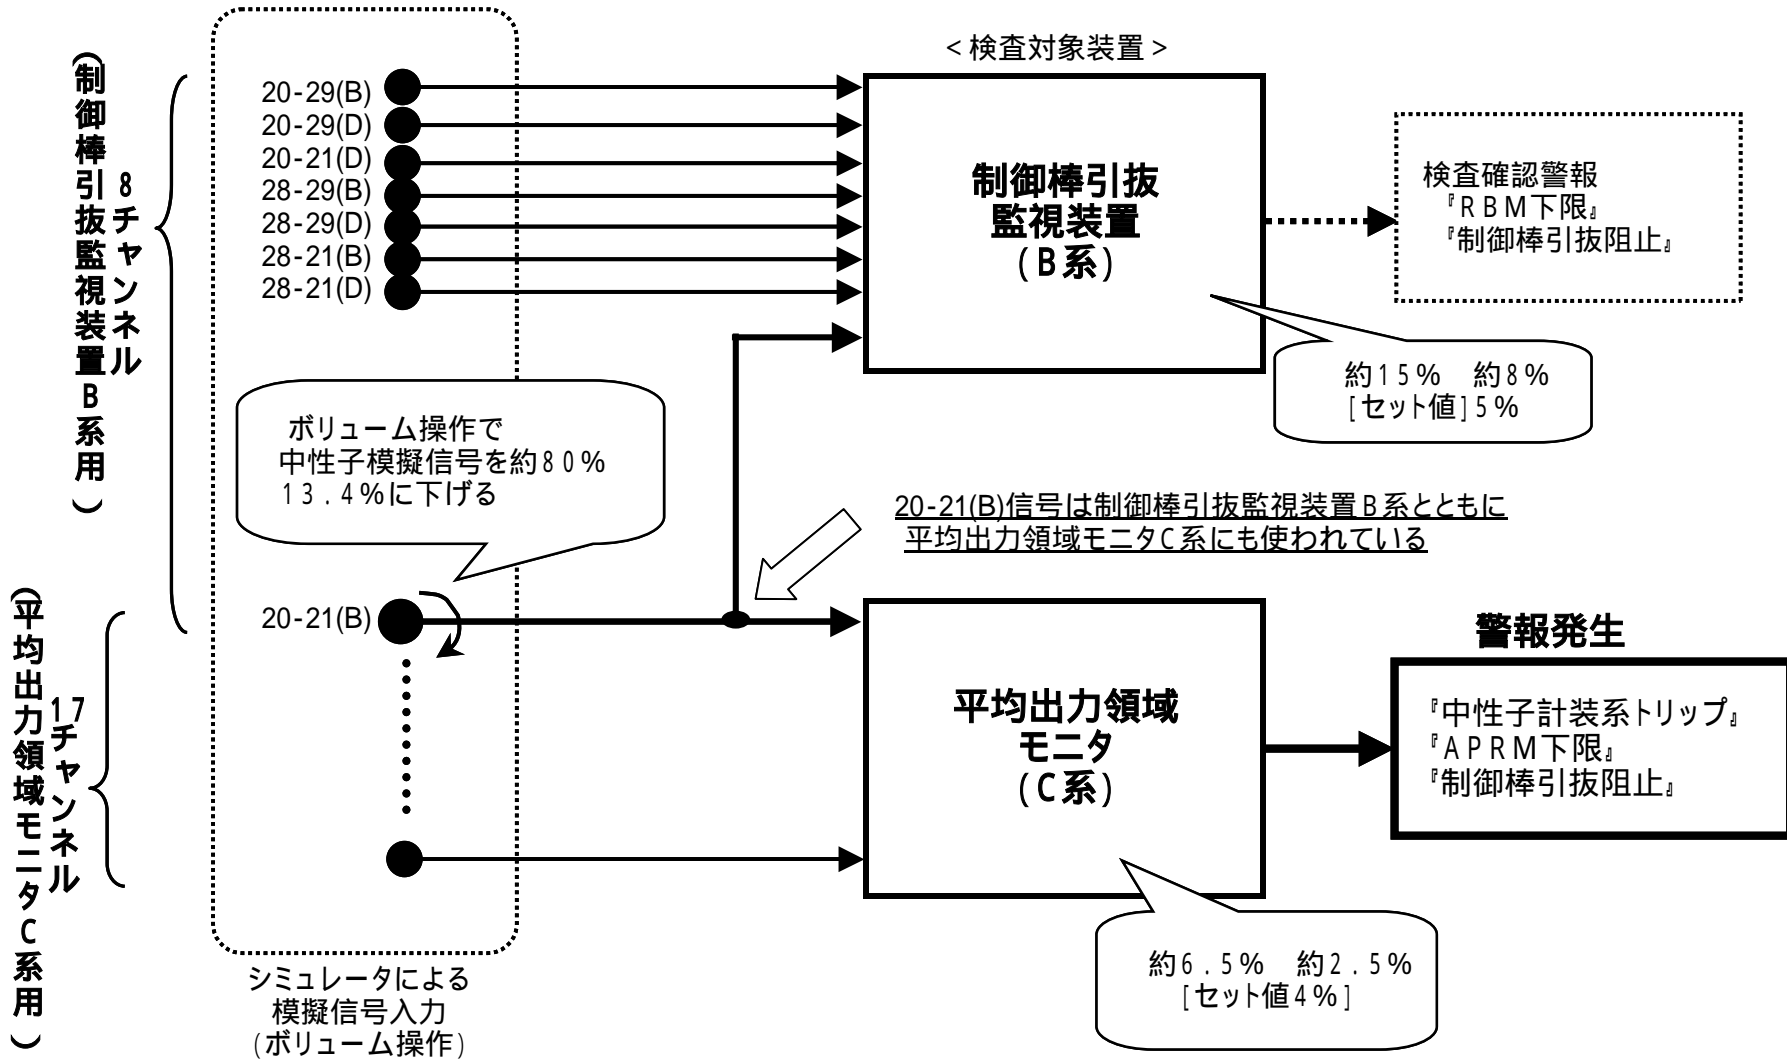 <検査対象装置>
8チャンネル
(制御棒引抜監視装置B系用)
20-29(B)
20-29(D)
20-21(D)
28-29(B)
28-29(D)
28-21(B)
28-21(D)
制御棒引抜
監視装置
(B系)
検査確認警報
『RBM下限』
『制御棒引抜阻止』
約15% 約8%
[セット値]5%
ボリューム操作で
中性子模擬信号を約80%
13.4%に下げる
20-21(B)信号は制御棒引抜監視装置B系とともに
平均出力領域モニタC系にも使われている
17チャンネル
(平均出力領域モニタC系用)
20-21(B)
平均出力領域
モニタ
(C系)
警報発生
『中性子計装系トリップ』
『APRM下限』
『制御棒引抜阻止』
約6.5% 約2.5%
[セット値4%]
シミュレータによる
模擬信号入力
(ボリューム操作)